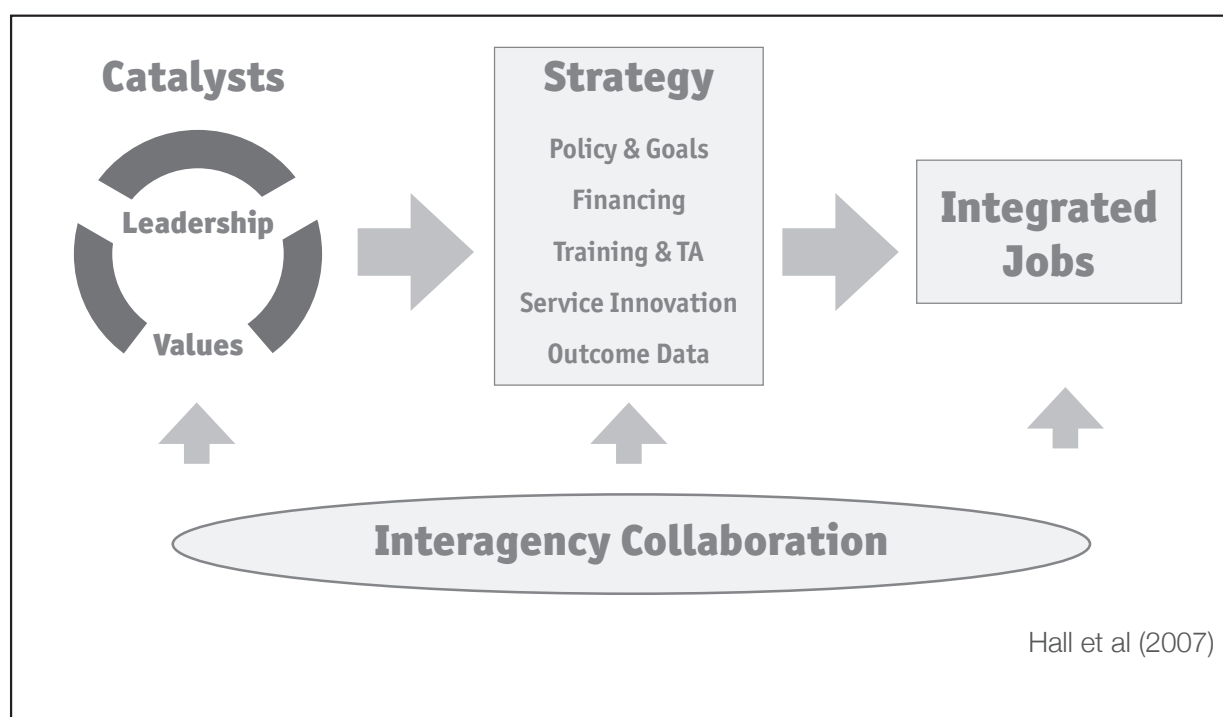 Catalysts
Leadership
Values
Strategy
Policy & Goals
Financing
Training & TA
Service Innovation
Outcome Data
Integrated
Jobs
Interagency Collaboration
Hall et al (2007)